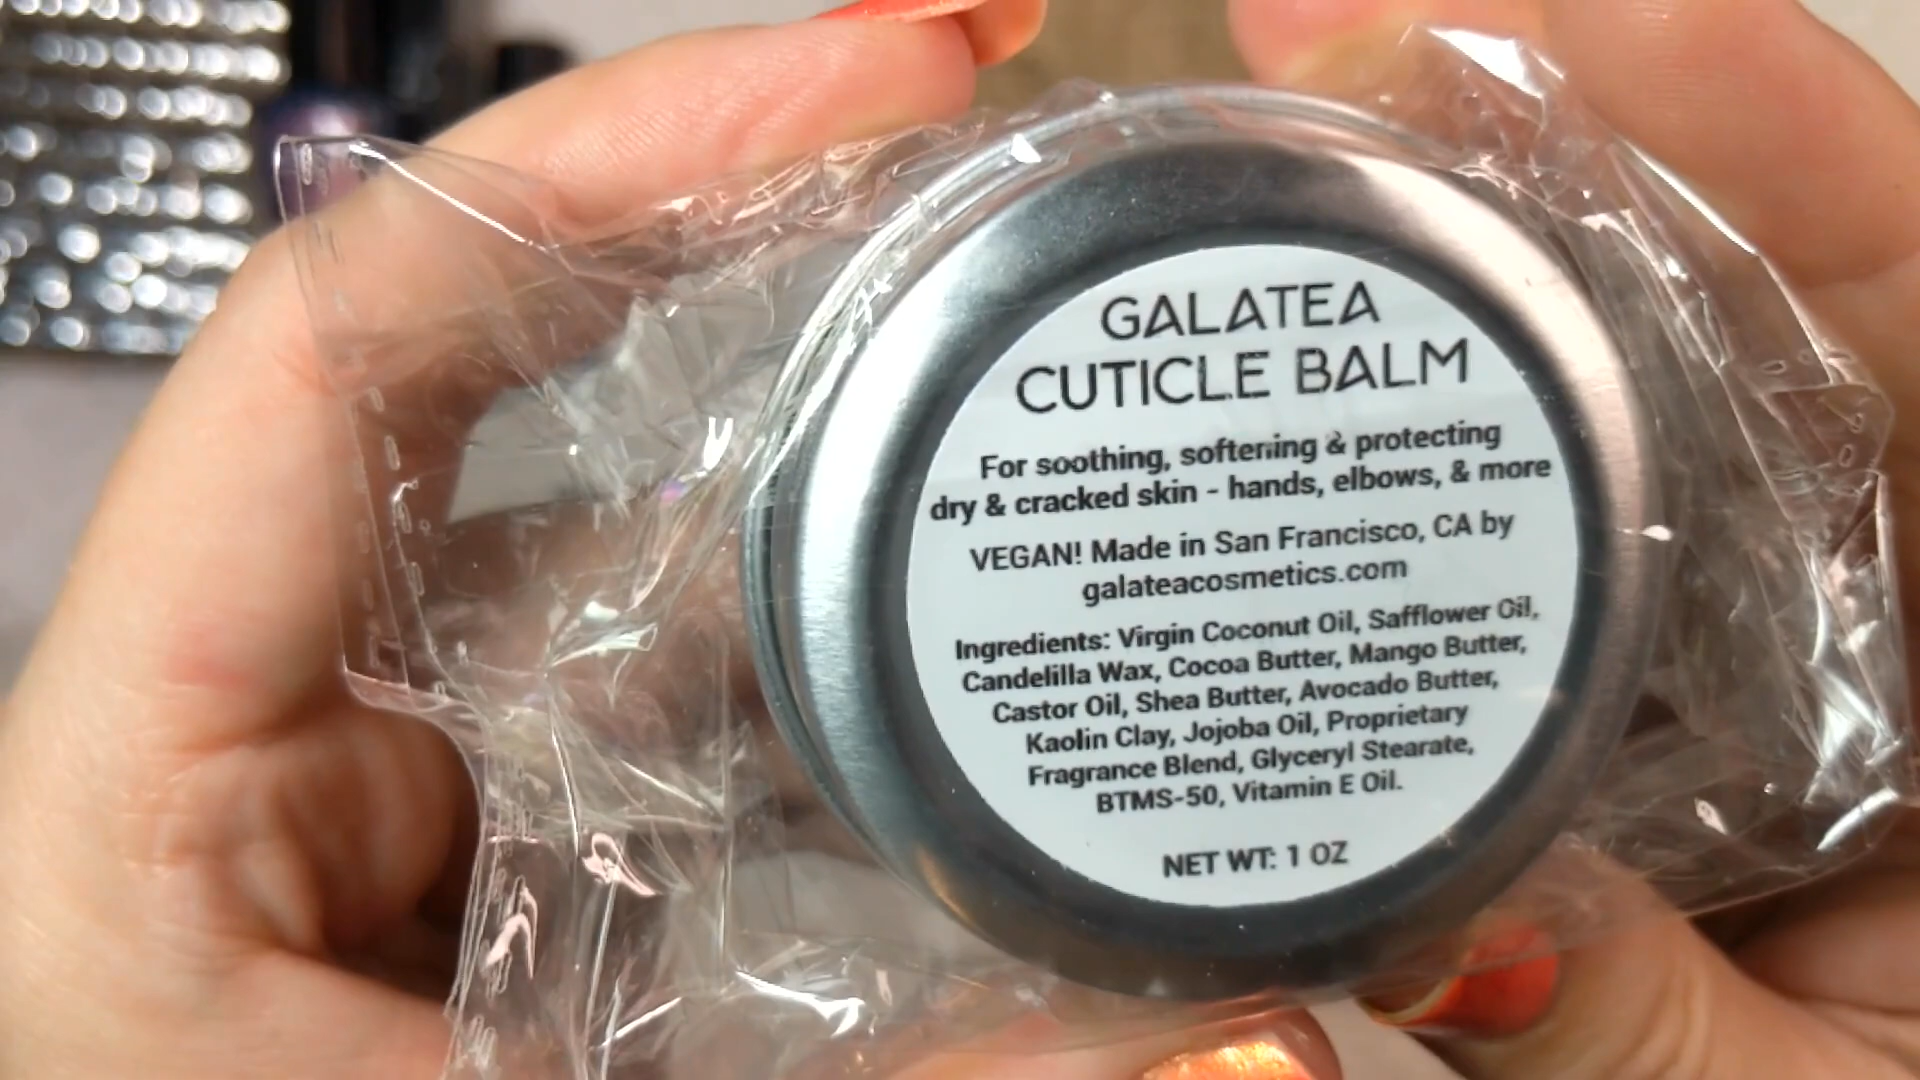 GALATEA
CUTICLE BALM
For soothing, softening & protecting
dry & cracked skin - hands, elbows, & more
VEGAN! Made in San Francisco, CA by
galateacosmetics.com
Ingredients: Virgin Coconut Oil, Safflower Oil,
Candelilla Wax, Cocoa Butter, Mango Butter,
Castor Oil, Shea Butter, Avocado Butter,
Kaolin Clay, Jojoba Oil, Proprietary
Fragrance Blend, Glyceryl Stearate,
BTMS-50, Vitamin E Oil.
NET WT: 1 OZ